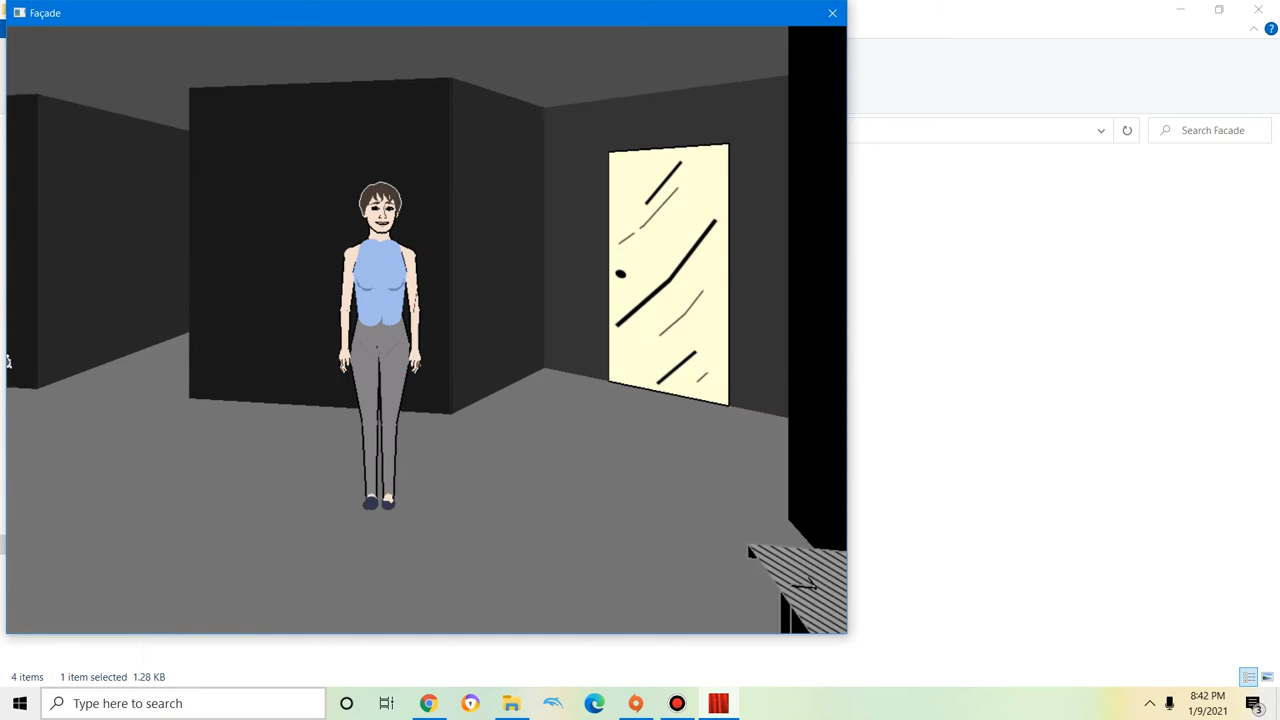 Façade
Search Facade
4 items 1 item selected 1.28 KB
Type here to search
8:42 PM
1/9/2021
3